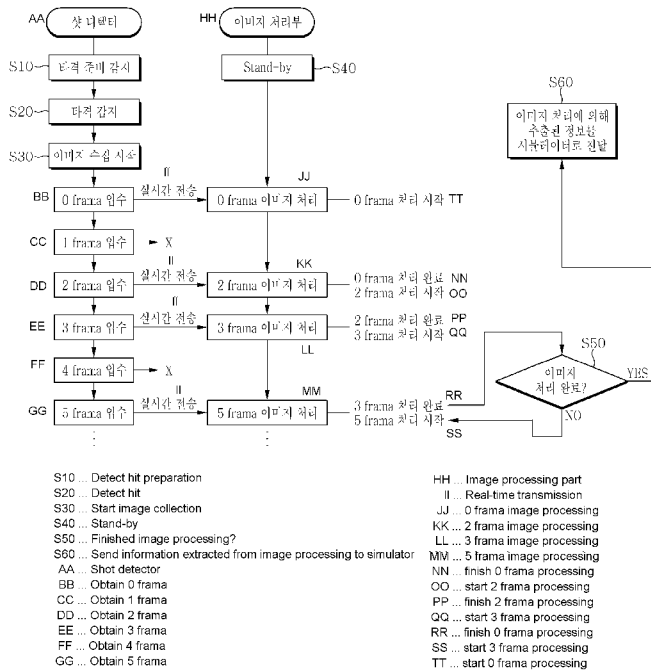 AA
샷 디텍터
HH
이미지 처리부
S10
타격 준비 감지
Stand-by
S40
S20
타격 감지
S60
이미지 처리에 의해
추출된 정보를
시뮬레이터로 전달
S30
이미지 수집 시작
BB
0 frama 입수
II
실시간 전송
JJ
0 frama 이미지 처리
0 frama 처리 시작 TT
CC
1 frama 입수
X
DD
2 frama 입수
II
실시간 전송
KK
2 frama 이미지 처리
0 frama 처리 완료 NN
2 frama 처리 시작 OO
EE
3 frama 입수
II
실시간 전송
3 frama 이미지 처리
LL
2 frama 처리 완료 PP
3 frama 처리 시작 QQ
FF
4 frama 입수
X
S50
이미지
처리 완료?
YES
NO
GG
5 frama 입수
II
실시간 전송
MM
5 frama 이미지 처리
3 frama 처리 완료 RR
5 frama 처리 시작
SS
S10 ... Detect hit preparation
S20 ... Detect hit
S30 ... Start image collection
S40 ... Stand-by
S50 ... Finished image processing?
S60 ... Send information extracted from image processing to simulator
AA ... Shot detector
BB ... Obtain 0 frama
CC ... Obtain 1 frama
DD ... Obtain 2 frama
EE ... Obtain 3 frama
FF ... Obtain 4 frama
GG ... Obtain 5 frama
HH ... Image processing part
II ... Real-time transmission
JJ ... 0 frama image processing
KK ... 2 frama image processing
LL ... 3 frama image processing
MM ... 5 frama image processing
NN ... finish 0 frama processing
OO ... start 2 frama processing
PP ... finish 2 frama processing
QQ ... start 3 frama processing
RR ... finish 0 frama processing
SS ... start 3 frama processing
TT ... start 0 frama processing